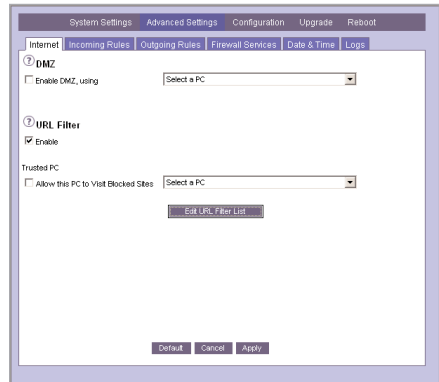 System Settings Advanced Settings Configuration Upgrade Reboot
Internet Incoming Rules Outgoing Rules Firewall Services Date & Time Logs
? DMZ
Enable DMZ, using Select a PC
? URL Filter
Enable
Trusted PC
Allow this PC to Visit Blocked Sites Select a PC
Edit URL Filter List
Default Cancel Apply